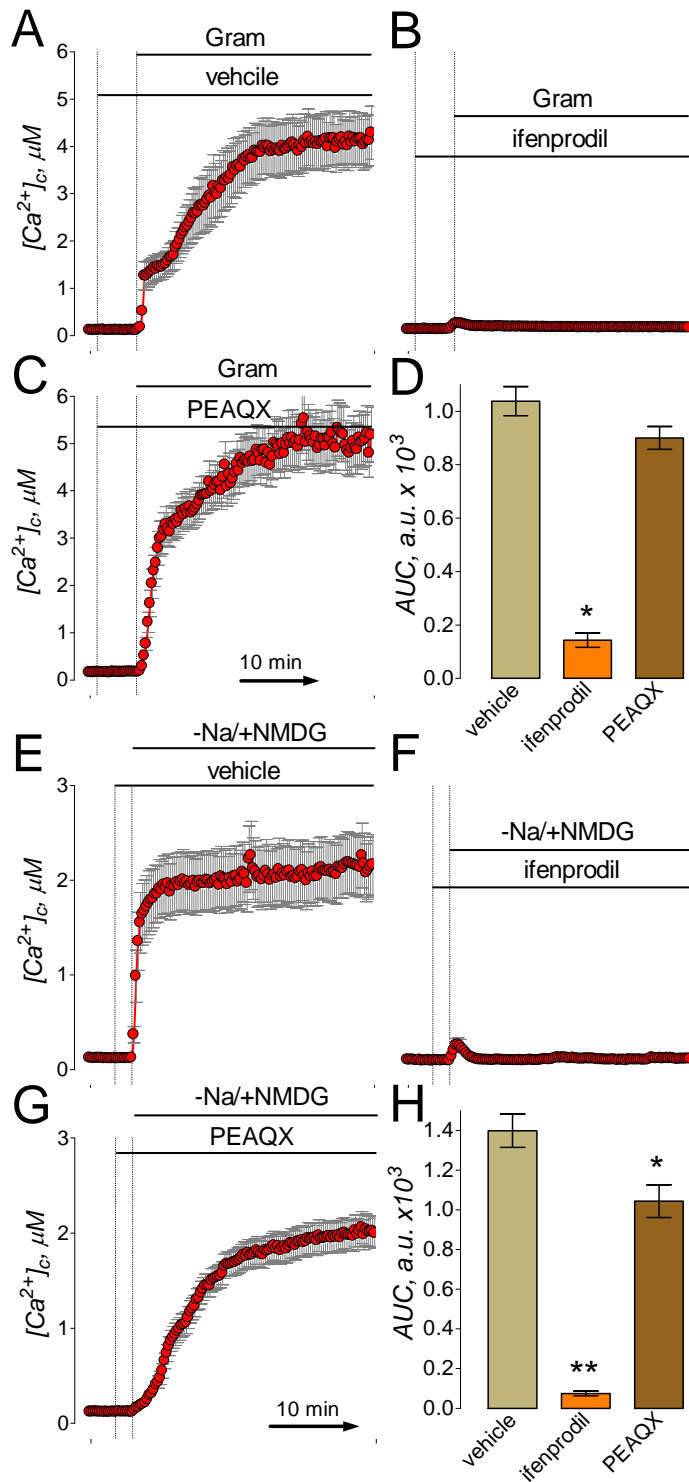 A
Gram
vehcile
[Ca2+]c, μM
6
5
4
3
2
1
0
B
Gram
ifenprodil
C
Gram
PEAQX
[Ca2+]c, μM
6
5
4
3
2
1
0
10 min
D
AUC, a.u. x 10^3
1.0
0.8
0.6
0.4
0.2
0.0
*
vehicle
ifenprodil
PEAQX
E
-Na/+NMDG
vehicle
[Ca2+]c, μM
3
2
1
0
F
-Na/+NMDG
ifenprodil
G
-Na/+NMDG
PEAQX
[Ca2+]c, μM
3
2
1
0
10 min
H
AUC, a.u. x10^3
1.4
1.2
1.0
0.8
0.6
0.4
0.2
0.0
**
*
vehicle
ifenprodil
PEAQX